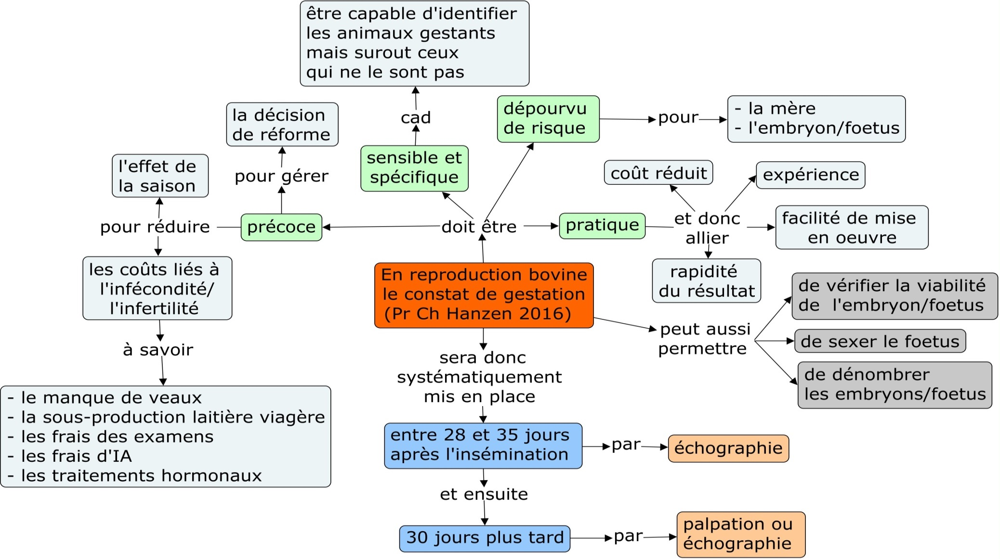 être capable d'identifier
les animaux gestants
mais surout ceux
qui ne le sont pas
la décision
de réforme
cad
dépourvu
de risque
pour
- la mère
- l'embryon/foetus
l'effet de
la saison
pour gérer
sensible et
spécifique
coût réduit
expérience
pour réduire
précoce
doit être
pratique
et donc
allier
facilité de mise
en oeuvre
les coûts liés à
l'infécondité/
l'infertilité
En reproduction bovine
le constat de gestation
(Pr Ch Hanzen 2016)
rapidité
du résultat
de vérifier la viabilité
de  l'embryon/foetus
peut aussi
permettre
de sexer le foetus
de dénombrer
les embryons/foetus
à savoir
sera donc
systématiquement
mis en place
- le manque de veaux
- la sous-production laitière viagère
- les frais des examens
- les frais d'IA
- les traitements hormonaux
entre 28 et 35 jours
après l'insémination
par
échographie
et ensuite
30 jours plus tard
par
palpation ou
échographie